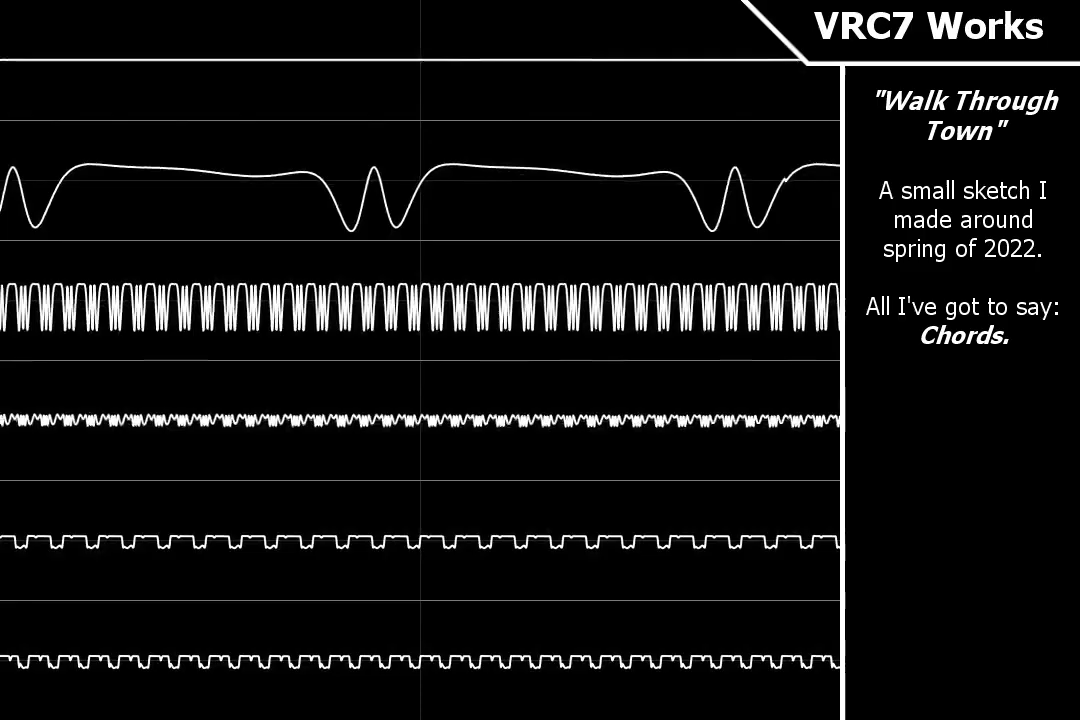 VRC7 Works
"Walk Through
Town"
A small sketch I
made around
spring of 2022.
All I've got to say:
Chords.